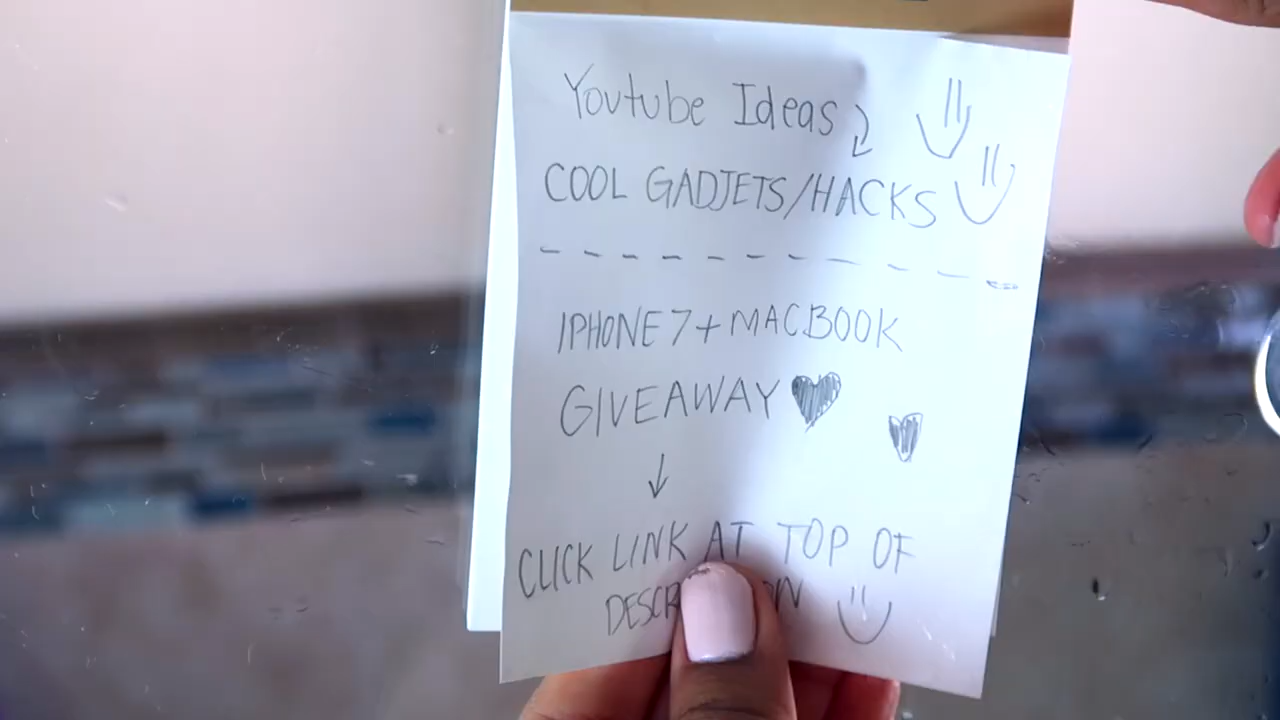 Youtube Ideas
COOL GADJETS/HACKS
IPHONE 7 + MACBOOK
GIVEAWAY
CLICK LINK AT TOP OF